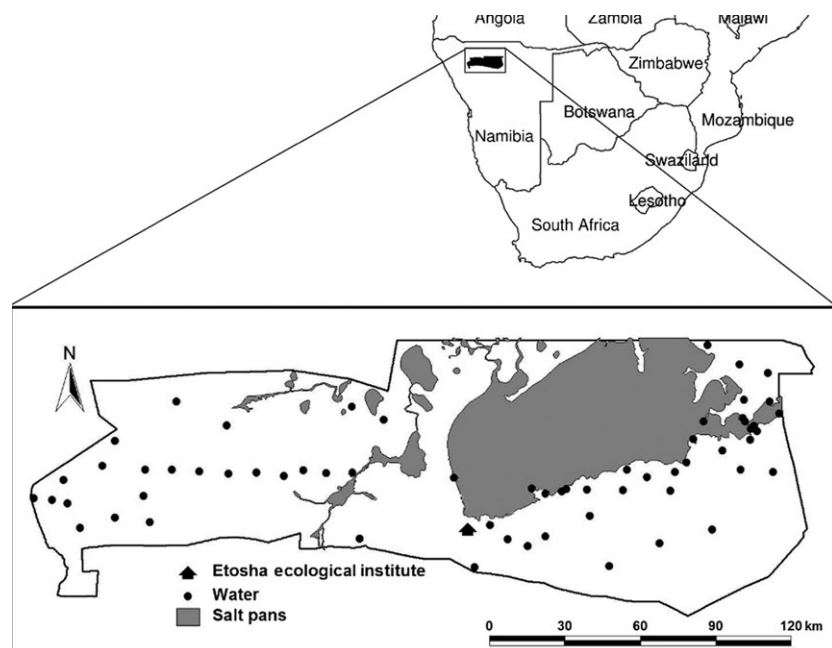 Angola
Zambia
Malawi
Zimbabwe
Botswana
Mozambique
Namibia
Swaziland
Lesotho
South Africa
N
Etosha ecological institute
Water
Salt pans
0 30 60 90 120 km